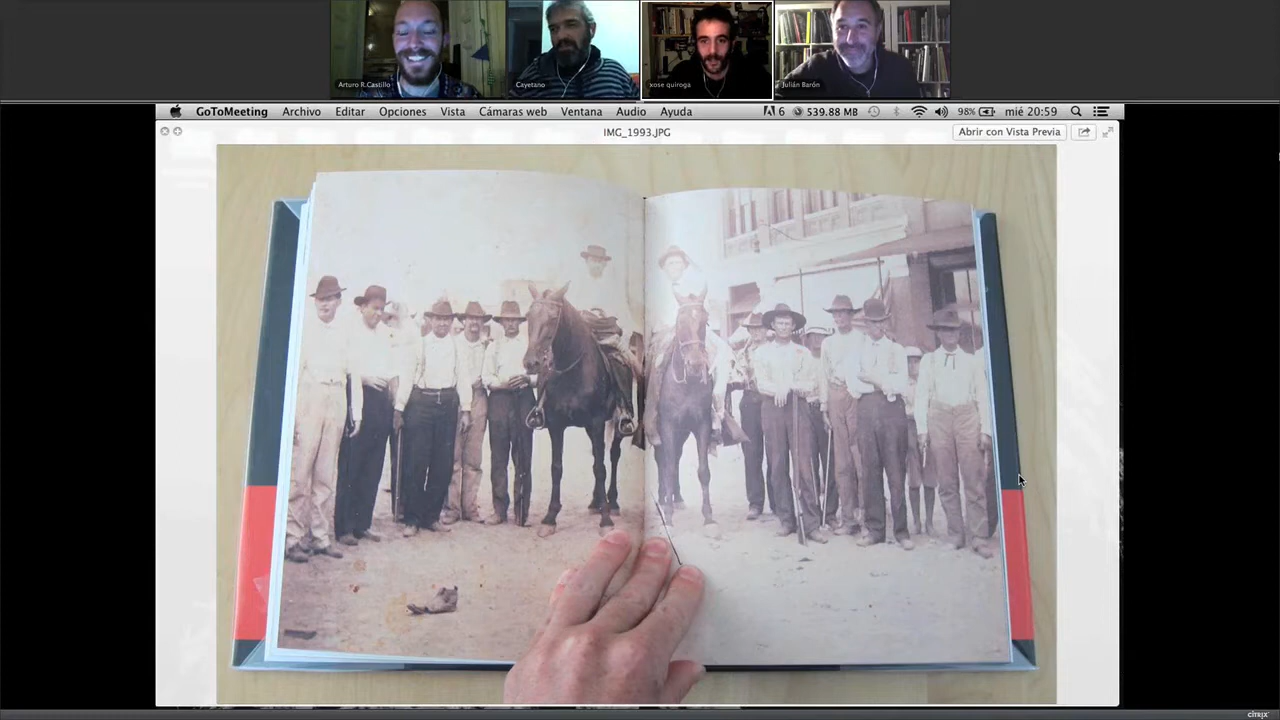 Arturo R.Castillo
Cayetano
xose quiroga
Julián Barón
GoToMeeting Archivo Editar Opciones Vista Cámaras web Ventana Audio Ayuda 6 539.88 MB 98% mié 20:59
IMG_1993.JPG
Abrir con Vista Previa
CITRIX